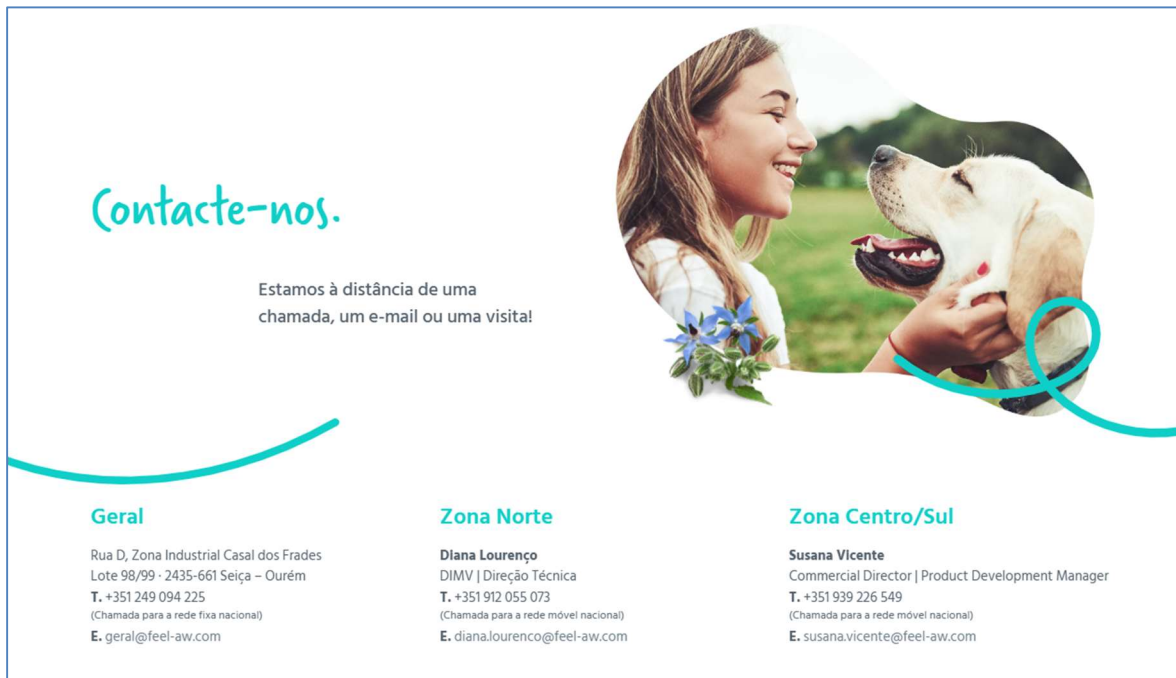 Contacte-nos.
Estamos à distância de uma
chamada, um e-mail ou uma visita!
Geral
Rua D, Zona Industrial Casal dos Frades
Lote 98/99 · 2435-661 Seiça – Ourém
T. +351 249 094 225
(Chamada para a rede fixa nacional)
E. geral@feel-aw.com
Zona Norte
Diana Lourenço
DIMV | Direção Técnica
T. +351 912 055 073
(Chamada para a rede móvel nacional)
E. diana.lourenco@feel-aw.com
Zona Centro/Sul
Susana Vicente
Commercial Director | Product Development Manager
T. +351 939 226 549
(Chamada para a rede móvel nacional)
E. susana.vicente@feel-aw.com